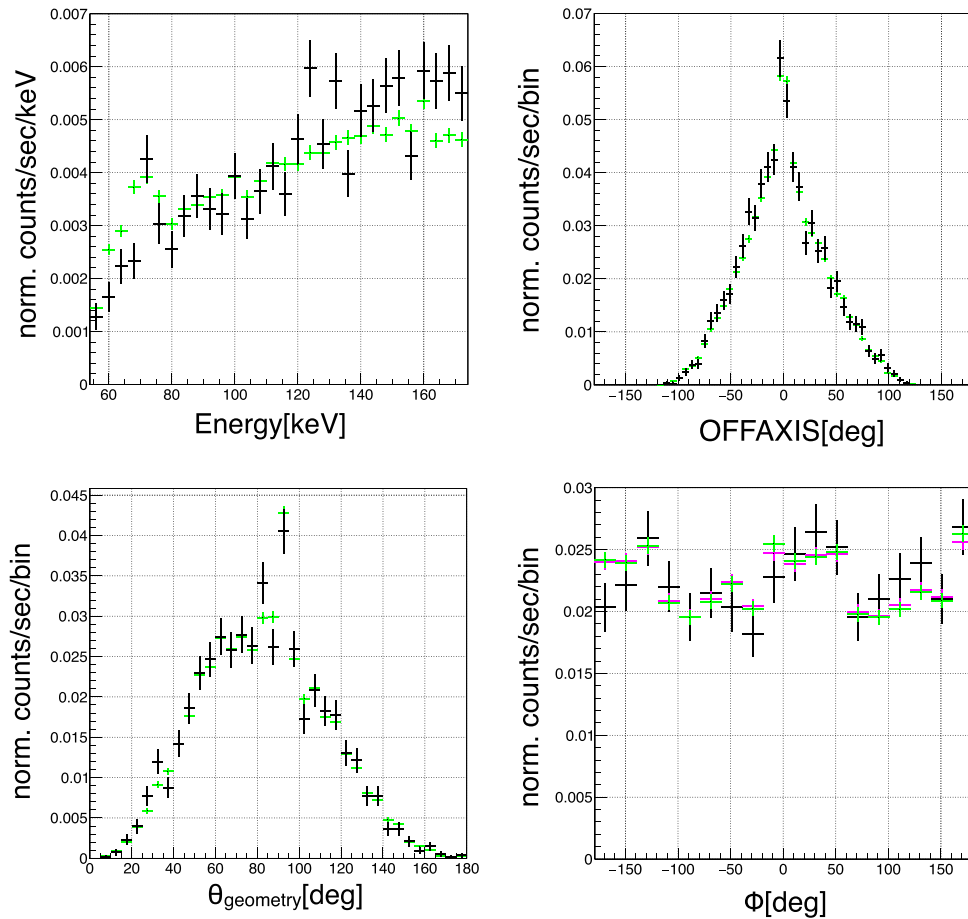 0.007
0.006
0.005
0.004
0.003
0.002
0.001
0
norm. counts/sec/keV
60 80 100 120 140 160
Energy[keV]
0.06
0.05
0.04
0.03
0.02
0.01
0
norm. counts/sec/bin
−150 −100 −50 0 50 100 150
OFFAXIS[deg]
0.045
0.04
0.035
0.03
0.025
0.02
0.015
0.01
0.005
0
norm. counts/sec/bin
0 20 40 60 80 100 120 140 160 180
θgeometry[deg]
0.03
0.025
0.02
0.015
0.01
0.005
0
norm. counts/sec/bin
−150 −100 −50 0 50 100 150
Φ[deg]